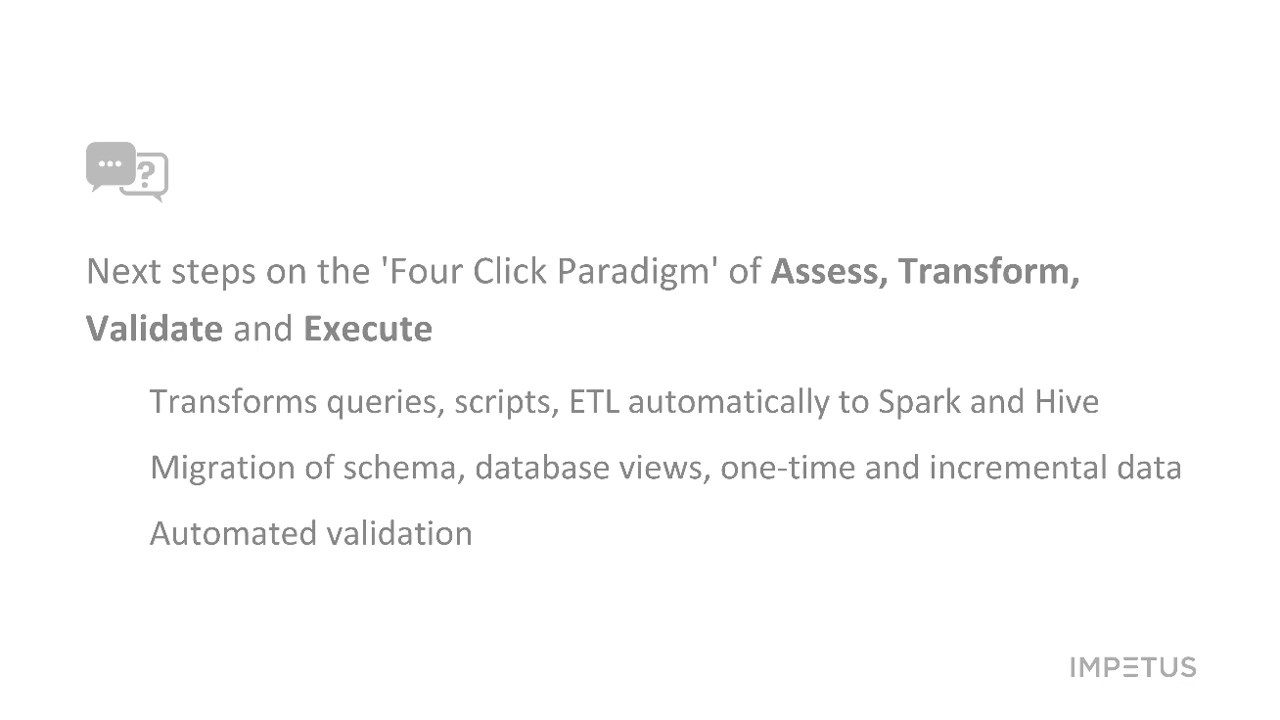 Next steps on the 'Four Click Paradigm' of Assess, Transform,
Validate and Execute
Transforms queries, scripts, ETL automatically to Spark and Hive
Migration of schema, database views, one-time and incremental data
Automated validation
IMPETUS